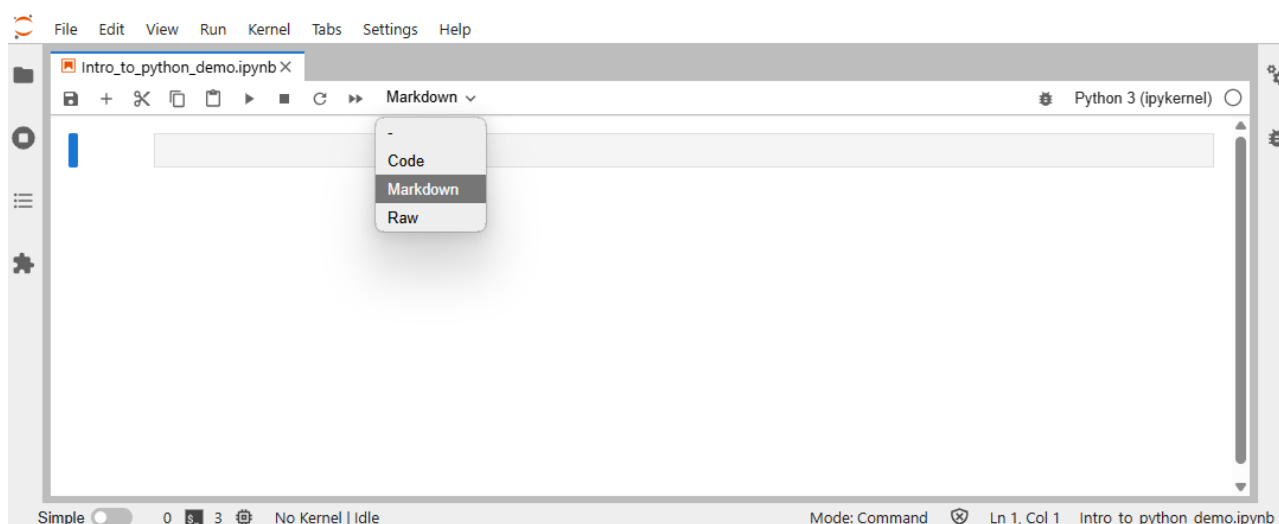 File Edit View Run Kernel Tabs Settings Help
Intro_to_python_demo.ipynb
Markdown
Python 3 (ipykernel)
-
Code
Markdown
Raw
Simple 0 3 No Kernel | Idle Mode: Command Ln 1, Col 1 Intro_to_python_demo.ipynb